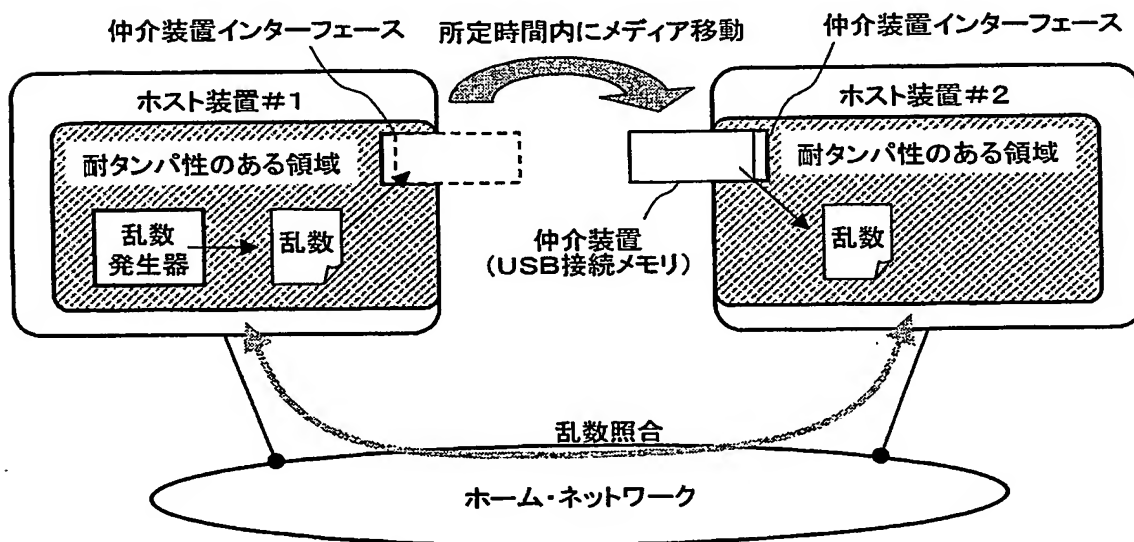 仲介装置インターフェース
所定時間内にメディア移動
仲介装置インターフェース
ホスト装置#1
耐タンパ性のある領域
乱数
発生器
乱数
ホスト装置#2
耐タンパ性のある領域
乱数
仲介装置
(USB接続メモリ)
乱数照合
ホーム・ネットワーク